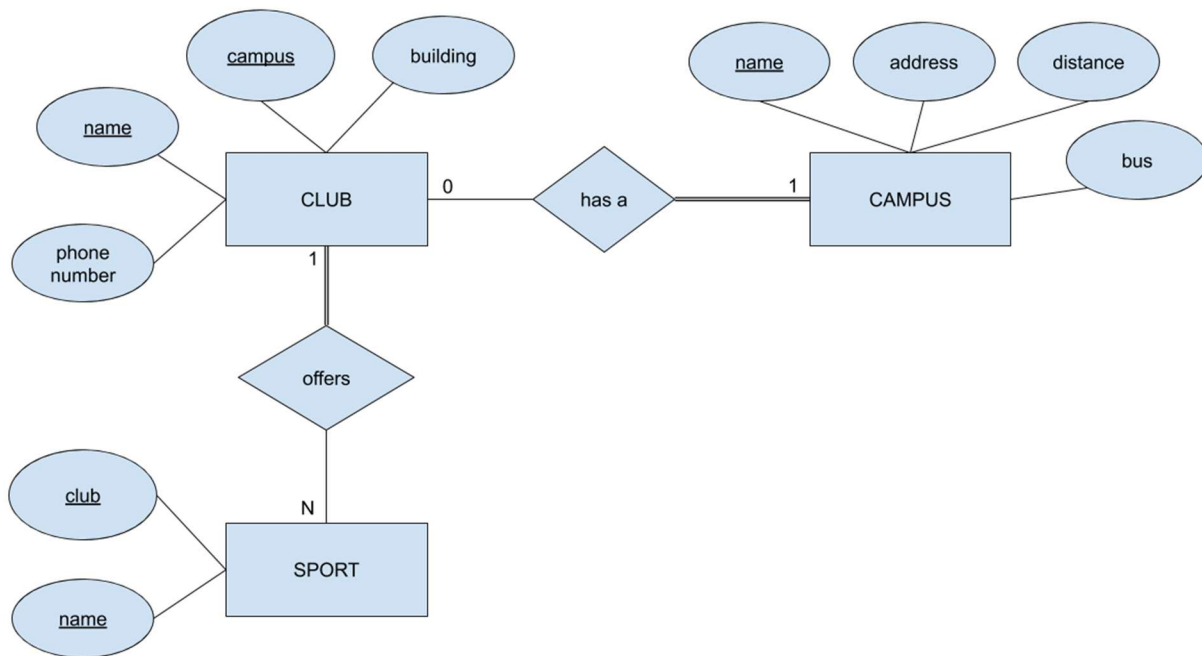 campus
building
name
address
distance
name
bus
CLUB
0
has a
1
CAMPUS
phone
number
1
offers
club
N
SPORT
name